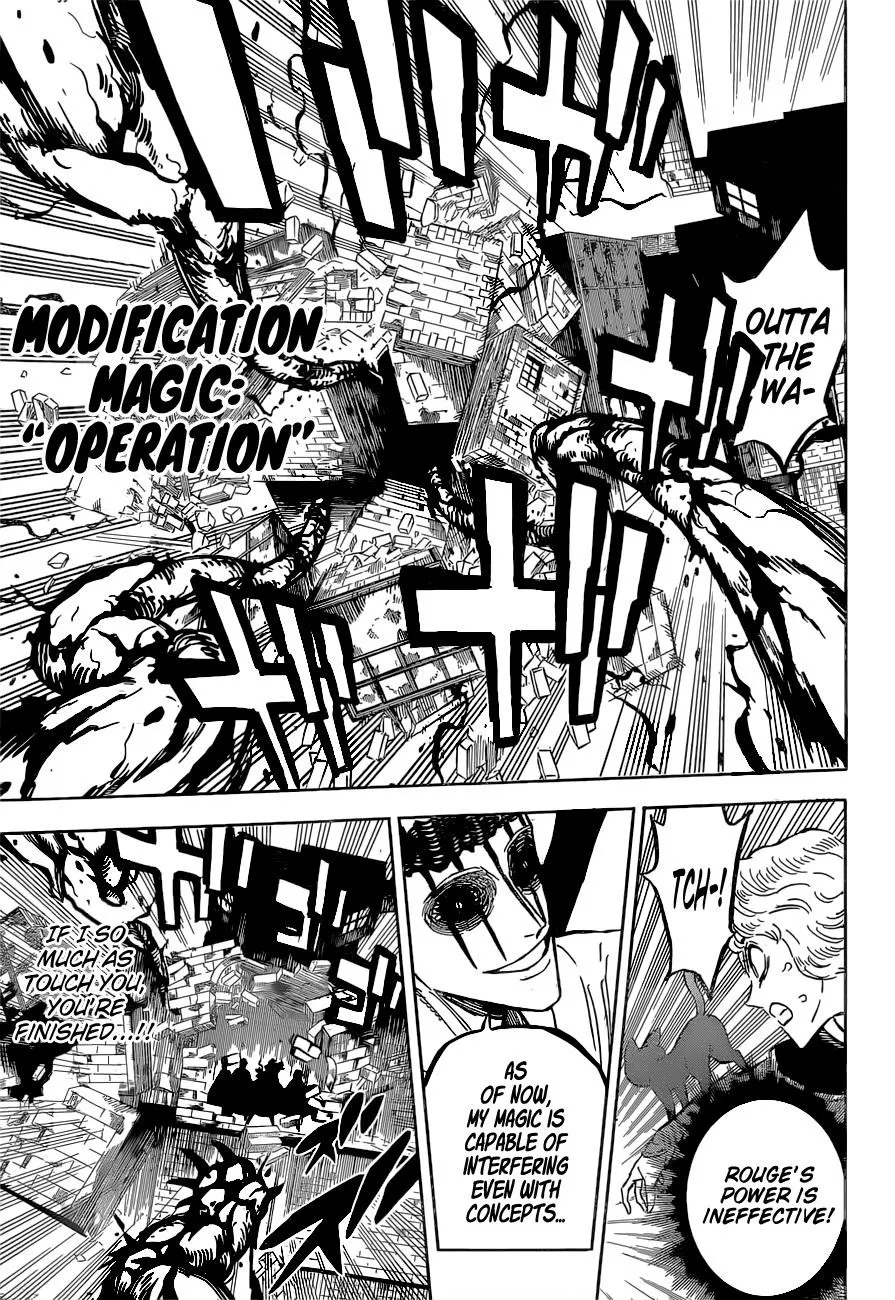 OUTTA
THE
WA-
MODIFICATION
MAGIC:
“OPERATION”
TCH-!
ROUGE'S
POWER IS
INEFFECTIVE!
AS
OF NOW,
MY MAGIC IS
CAPABLE OF
INTERFERING
EVEN WITH
CONCEPTS...
IF I SO
MUCH AS
TOUCH YOU,
YOU'RE
FINISHED...!!